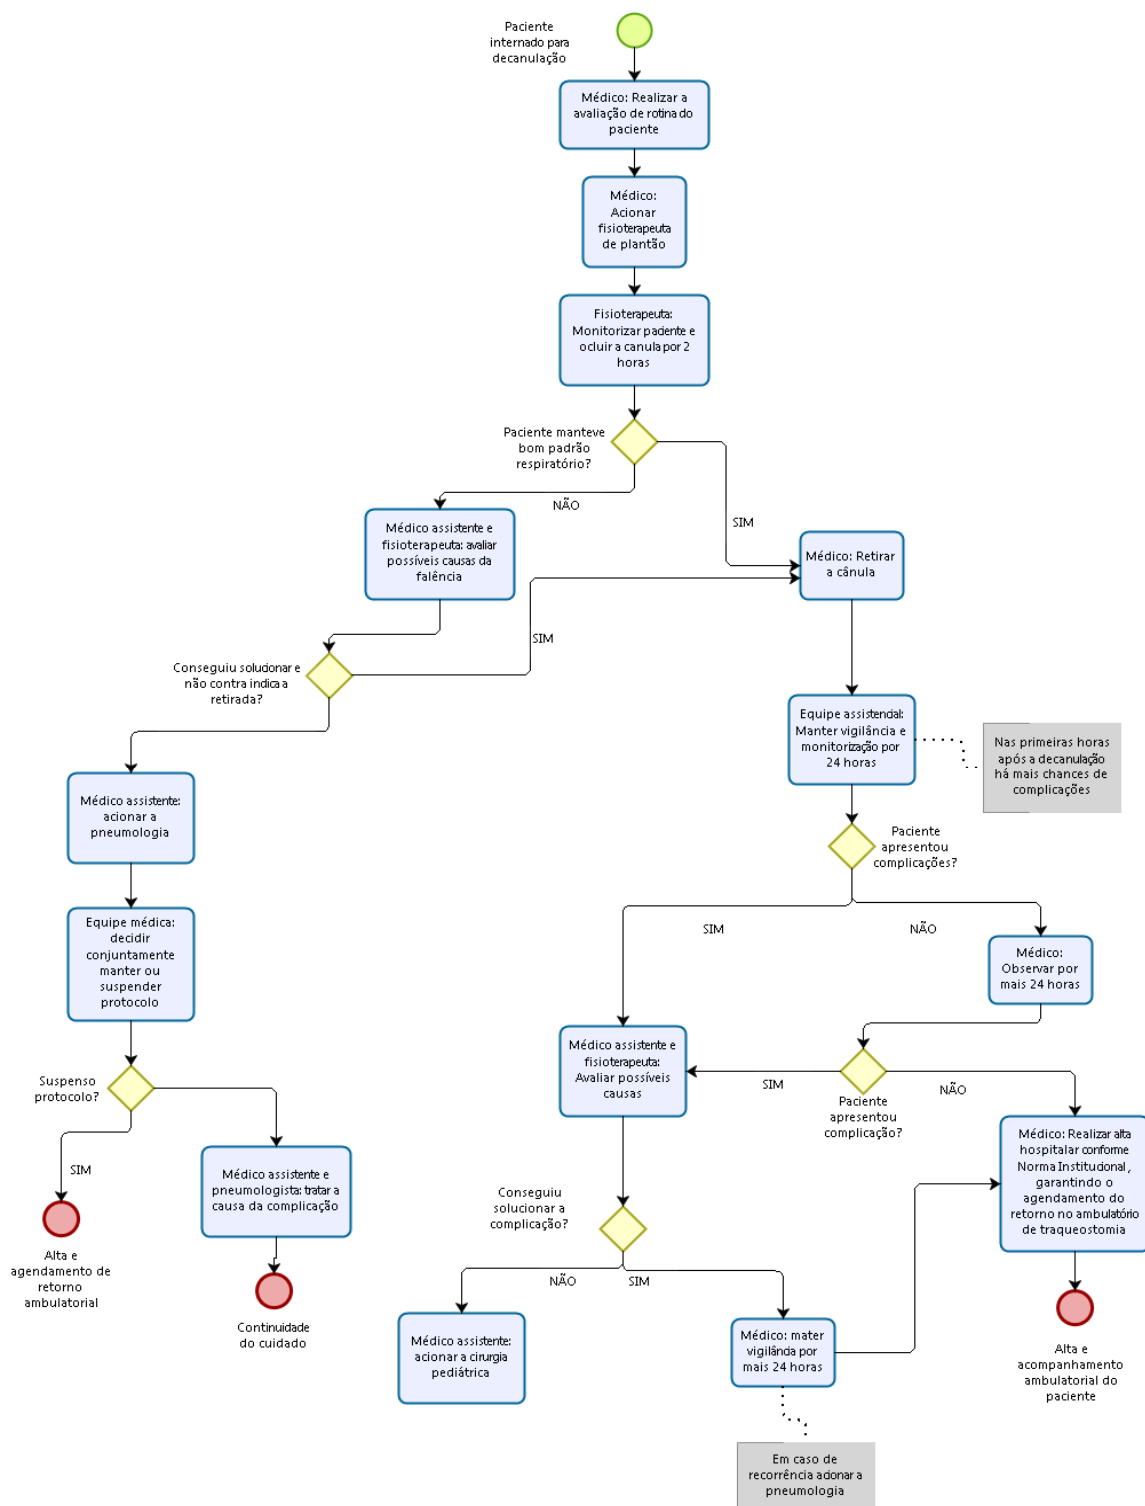 Paciente
internado para
decanulação
Médico: Realizar a
avaliação de rotina do
paciente
Médico:
Acionar
fisioterapeuta
de plantão
Fisioterapeuta:
Monitorizar paciente e
ocluir a canula por 2
horas
Paciente manteve
bom padrão
respiratório?
NÃO
SIM
Médico assistente e
fisioterapeuta: avaliar
possíveis causas da
falência
Médico: Retirar
a cânula
SIM
Conseguiu solucionar e
não contra indica a
retirada?
Equipe assistencial:
Manter vigilância e
monitorização por
24 horas
Nas primeiras horas
após a decanulação
há mais chances de
complicações
Médico assistente:
acionar a
pneumologia
Paciente
apresentou
complicações?
Equipe médica:
decidir
conjuntamente
manter ou
suspender
protocolo
SIM
NÃO
Médico:
Observar por
mais 24 horas
Médico assistente e
fisioterapeuta:
Avaliar possíveis
causas
SIM
NÃO
Paciente
apresentou
complicação?
Suspenso
protocolo?
SIM
Médico assistente e
pneumologista: tratar a
causa da complicação
Médico: Realizar alta
hospitalar conforme
Norma Institucional,
garantindo o
agendamento do
retorno no ambulatório
de traqueostomia
Conseguiu
solucionar a
complicação?
Alta e
agendamento de
retorno
ambulatorial
NÃO
SIM
Continuidade
do cuidado
Médico assistente:
acionar a cirurgia
pediátrica
Médico: mater
vigilância por
mais 24 horas
Alta e
acompanhamento
ambulatorial do
paciente
Em caso de
recorrência acionar a
pneumologia